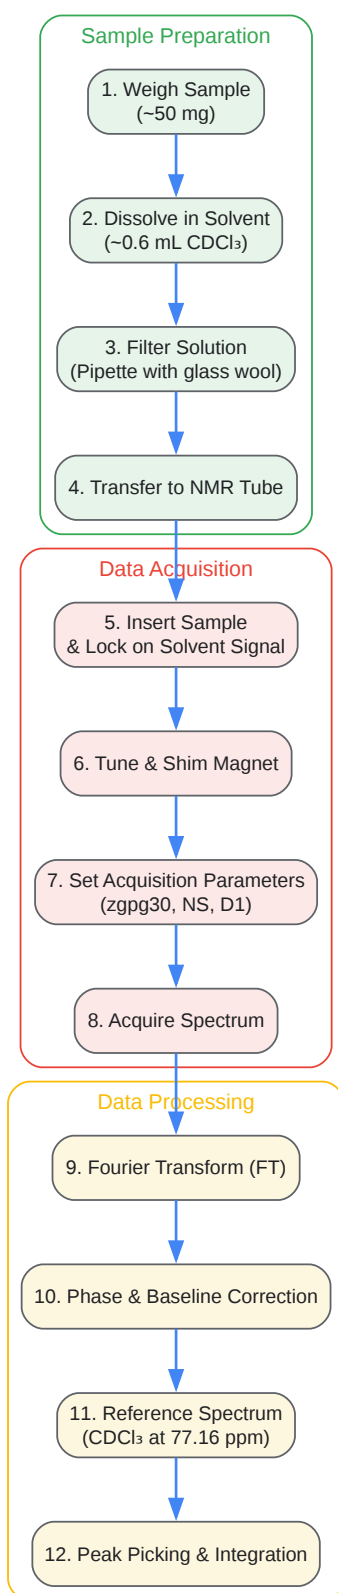 Sample Preparation
1. Weigh Sample
(~50 mg)
2. Dissolve in Solvent
(~0.6 mL CDCl₃)
3. Filter Solution
(Pipette with glass wool)
4. Transfer to NMR Tube
Data Acquisition
5. Insert Sample
& Lock on Solvent Signal
6. Tune & Shim Magnet
7. Set Acquisition Parameters
(zgpg30, NS, D1)
8. Acquire Spectrum
Data Processing
9. Fourier Transform (FT)
10. Phase & Baseline Correction
11. Reference Spectrum
(CDCl₃ at 77.16 ppm)
12. Peak Picking & Integration